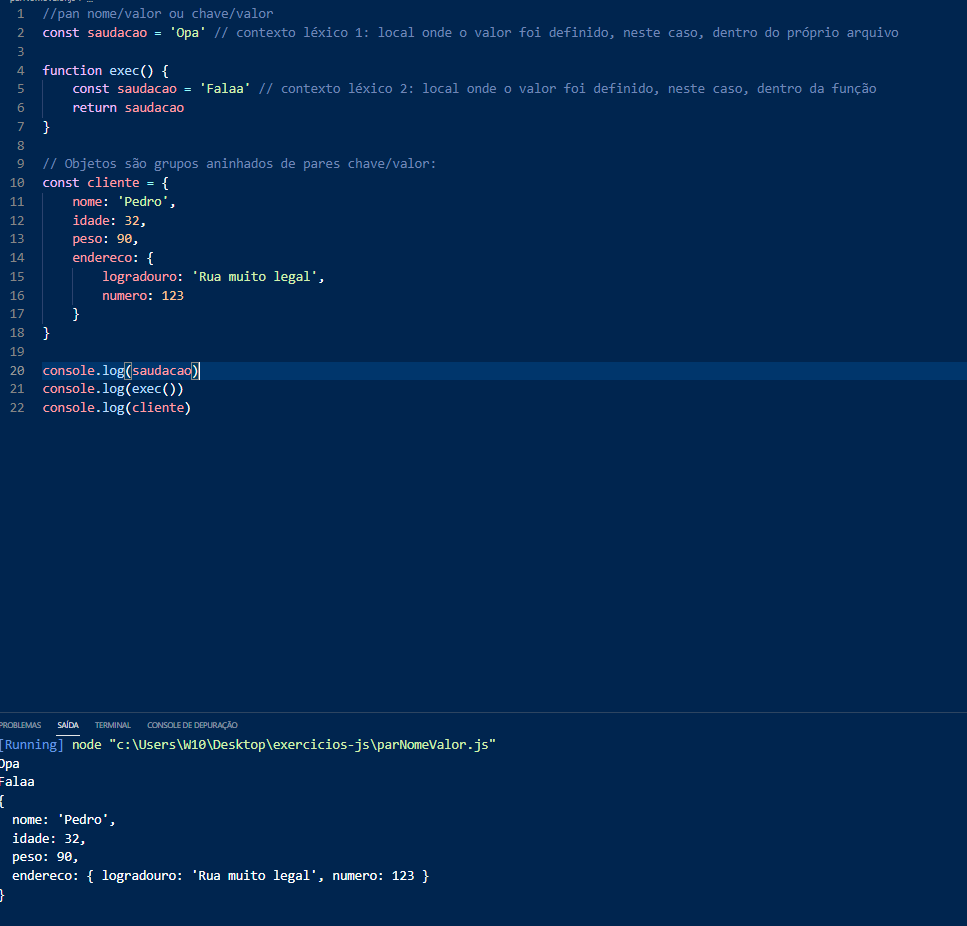 1 //pan nome/valor ou chave/valor
2 const saudacao = 'Opa' // contexto léxico 1: local onde o valor foi definido, neste caso, dentro do próprio arquivo
3
4 function exec() {
5     const saudacao = 'Falaa' // contexto léxico 2: local onde o valor foi definido, neste caso, dentro da função
6     return saudacao
7 }
8
9 // Objetos são grupos aninhados de pares chave/valor:
10 const cliente = {
11     nome: 'Pedro',
12     idade: 32,
13     peso: 90,
14     endereco: {
15         logradouro: 'Rua muito legal',
16         numero: 123
17     }
18 }
19
20 console.log(saudacao)
21 console.log(exec())
22 console.log(cliente)
PROBLEMAS SAÍDA TERMINAL CONSOLE DE DEPURAÇÃO
[Running] node "c:\Users\W10\Desktop\exercicios-js\parNomeValor.js"
Opa
Falaa
{
  nome: 'Pedro',
  idade: 32,
  peso: 90,
  endereco: { logradouro: 'Rua muito legal', numero: 123 }
}